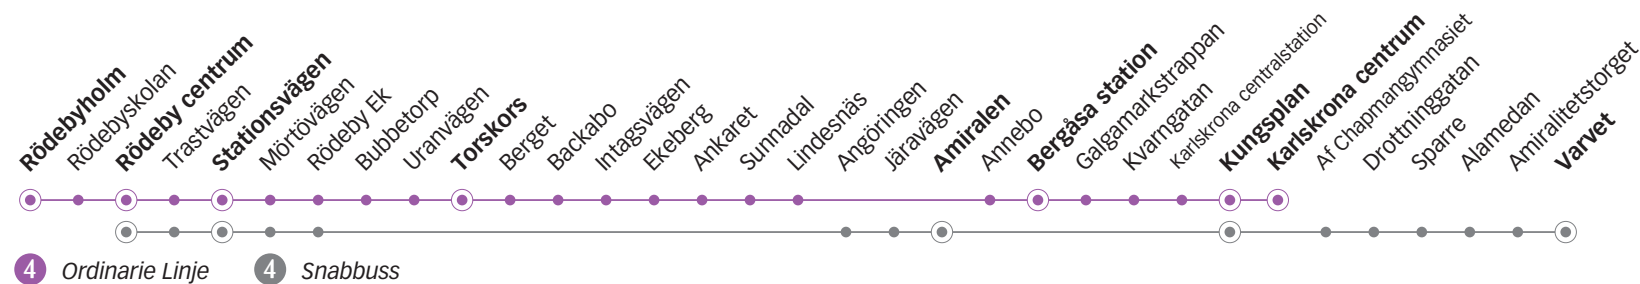 Rödebyholm
Rödebyskolan
Rödeby centrum
Trastvägen
Stationsvägen
Mörtövägen
Rödeby Ek
Bubbetorp
Uranvägen
Torskors
Berget
Backabo
Intagsvägen
Ekeberg
Ankaret
Sunnadal
Lindesnäs
Angöringen
Järavägen
Amiralen
Annebo
Bergåsa station
Galgamarkstrappan
Kvarngatan
Karlskrona centralstation
Kungsplan
Karlskrona centrum
Af Chapmangymnasiet
Drottninggatan
Sparre
Alamedan
Amiralitetstorget
Varvet
4 Ordinarie Linje
4 Snabbuss